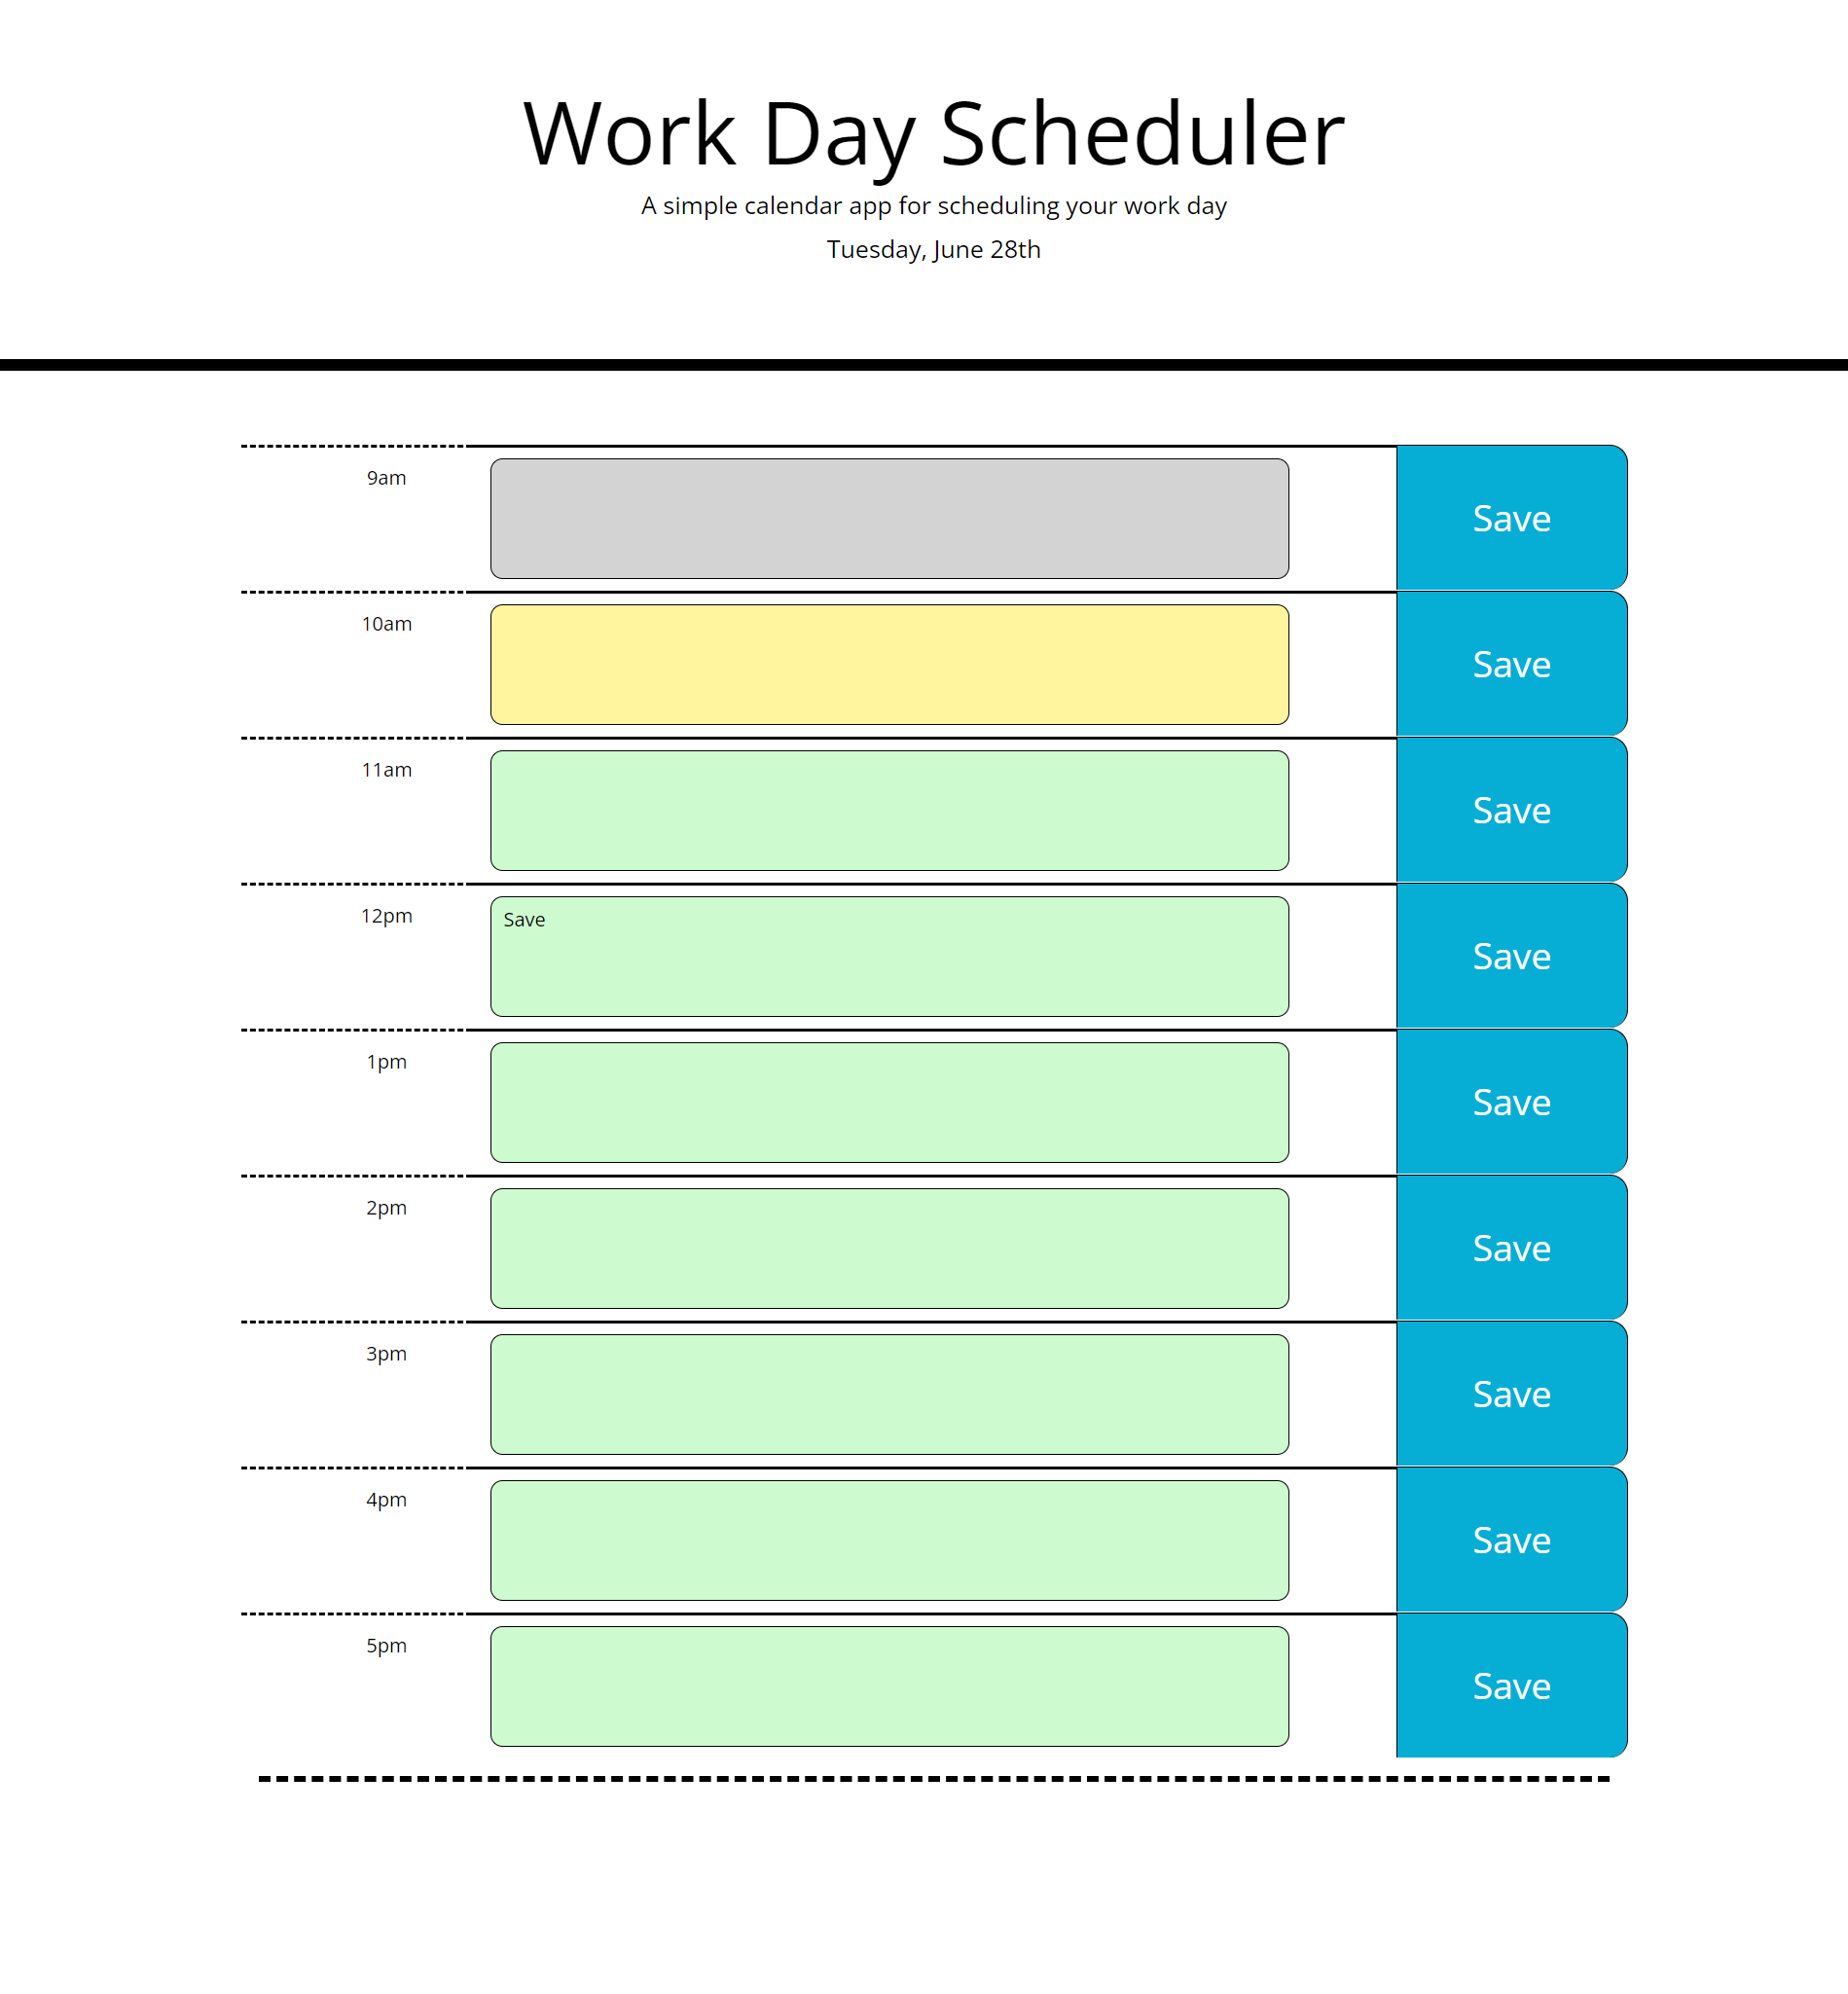 Work Day Scheduler
A simple calendar app for scheduling your work day
Tuesday, June 28th
9am
Save
10am
Save
11am
Save
12pm
Save
Save
1pm
Save
2pm
Save
3pm
Save
4pm
Save
5pm
Save